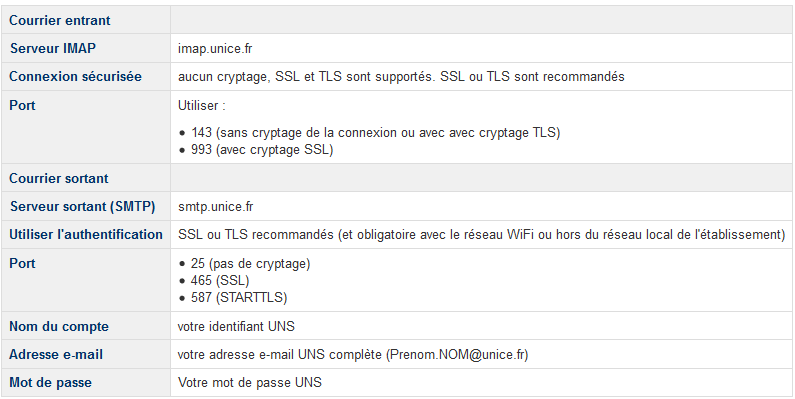 Courrier entrant
Serveur IMAP imap.unice.fr
Connexion sécurisée aucun cryptage, SSL et TLS sont supportés. SSL ou TLS sont recommandés
Port Utiliser :
• 143 (sans cryptage de la connexion ou avec avec cryptage TLS)
• 993 (avec cryptage SSL)
Courrier sortant
Serveur sortant (SMTP) smtp.unice.fr
Utiliser l'authentification SSL ou TLS recommandés (et obligatoire avec le réseau WiFi ou hors du réseau local de l'établissement)
Port • 25 (pas de cryptage)
• 465 (SSL)
• 587 (STARTTLS)
Nom du compte votre identifiant UNS
Adresse e-mail votre adresse e-mail UNS complète (Prenom.NOM@unice.fr)
Mot de passe Votre mot de passe UNS